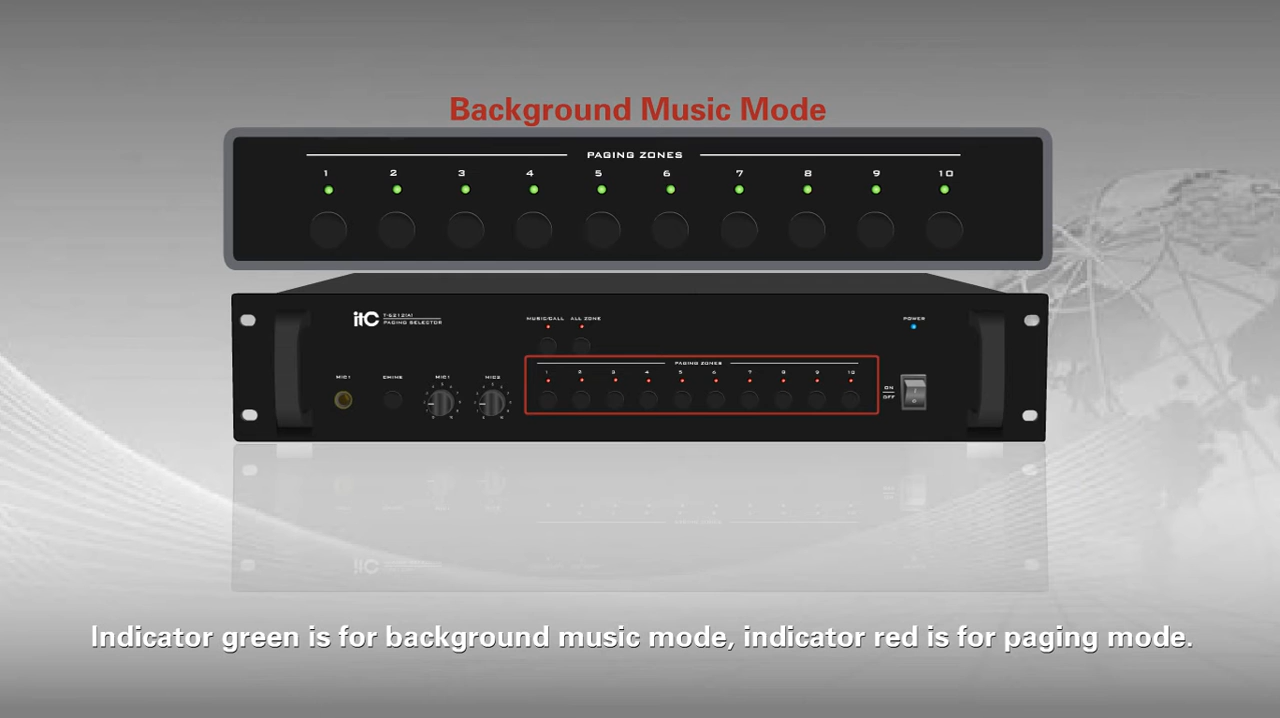 Background Music Mode
PAGING ZONES
1 2 3 4 5 6 7 8 9 10
itC
PAGING SELECTOR
MUSIC/CALL ALL ZONE
POWER
PAGING ZONES
1 2 3 4 5 6 7 8 9 10
MIC1 CHIME MIC1 MIC2
ON
OFF
Indicator green is for background music mode, indicator red is for paging mode.